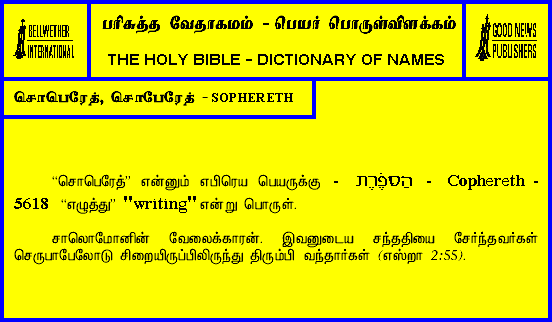 BELLWETHER
INTERNATIONAL
பரிசுத்த வேதாகமம் - பெயர் பொருள்விளக்கம்
THE HOLY BIBLE - DICTIONARY OF NAMES
GOOD NEWS
PUBLISHERS
சொபெரேத், சொபேரேத் - SOPHERETH
“சொபெரேத்” என்னும் எபிரெய பெயருக்கு - הַסֹּפֶרֶת - Cophereth -
5618 “எழுத்து” "writing" என்று பொருள்.
சாலொமோனின் வேலைக்காரன். இவனுடைய சந்ததியை சேர்ந்தவர்கள்
செருபாபேலோடு சிறையிருப்பிலிருந்து திரும்பி வந்தார்கள் (எஸ்றா 2:55).